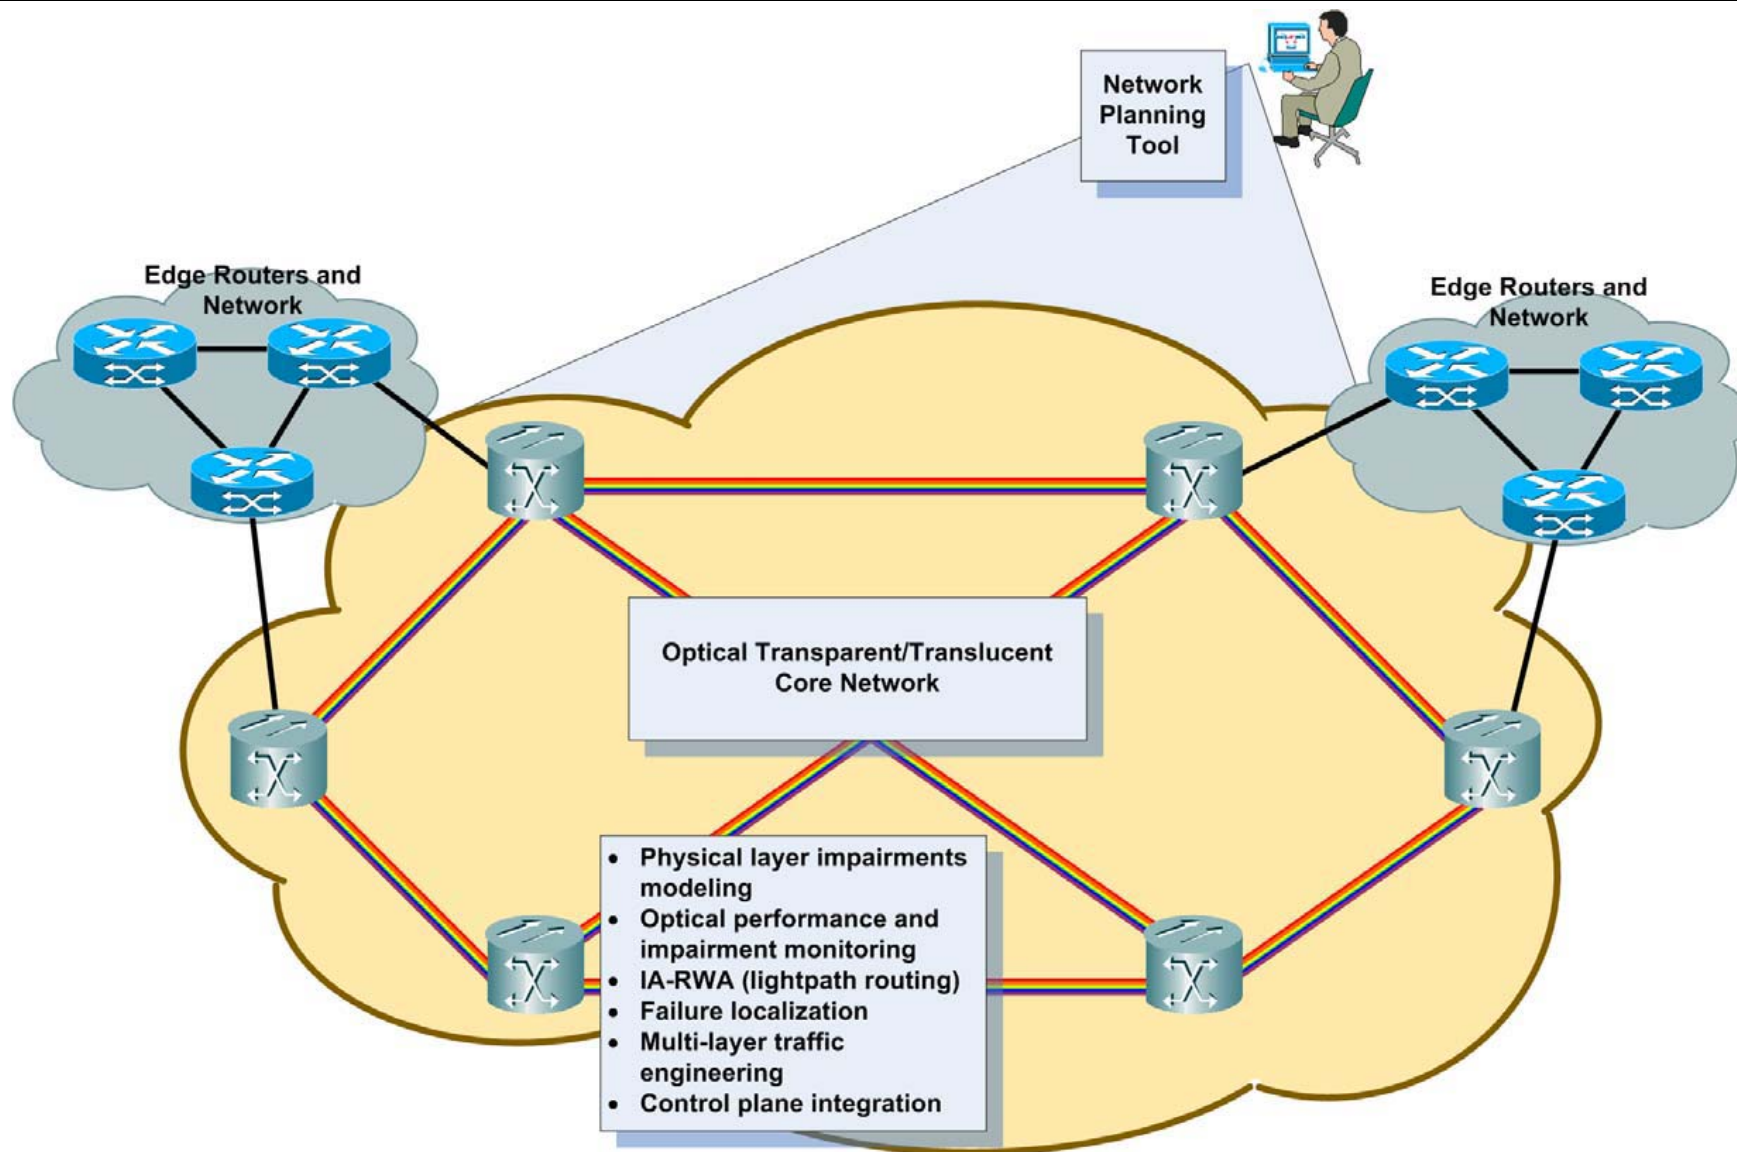 Network
Planning
Tool
Edge Routers and
Network
Edge Routers and
Network
Optical Transparent/Translucent
Core Network
• Physical layer impairments
modeling
• Optical performance and
impairment monitoring
• IA-RWA (lightpath routing)
• Failure localization
• Multi-layer traffic
engineering
• Control plane integration